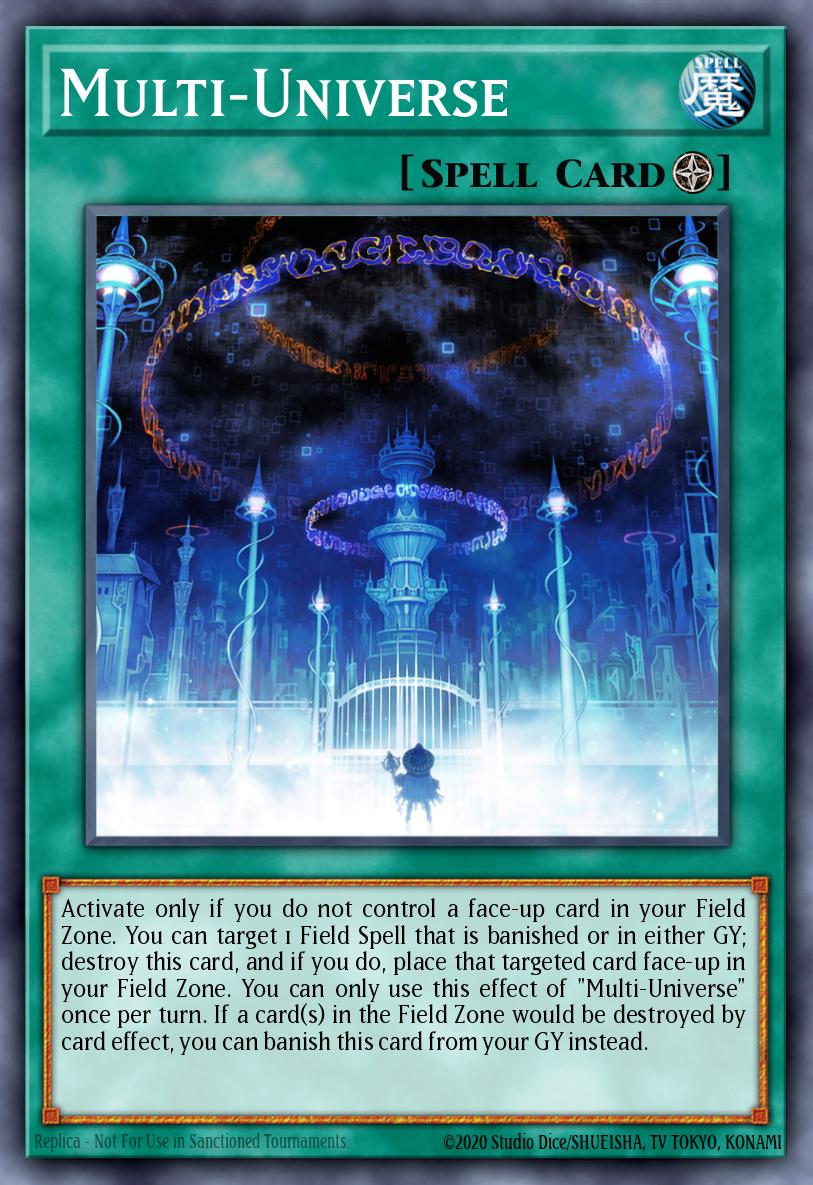 Multi-Universe
SPELL
魔
[Spell Card]
Activate only if you do not control a face-up card in your Field
Zone. You can target 1 Field Spell that is banished or in either GY;
destroy this card, and if you do, place that targeted card face-up in
your Field Zone. You can only use this effect of "Multi-Universe"
once per turn. If a card(s) in the Field Zone would be destroyed by
card effect, you can banish this card from your GY instead.
Replica - Not For Use in Sanctioned Tournaments.
©2020 Studio Dice/SHUEISHA, TV TOKYO, KONAMI